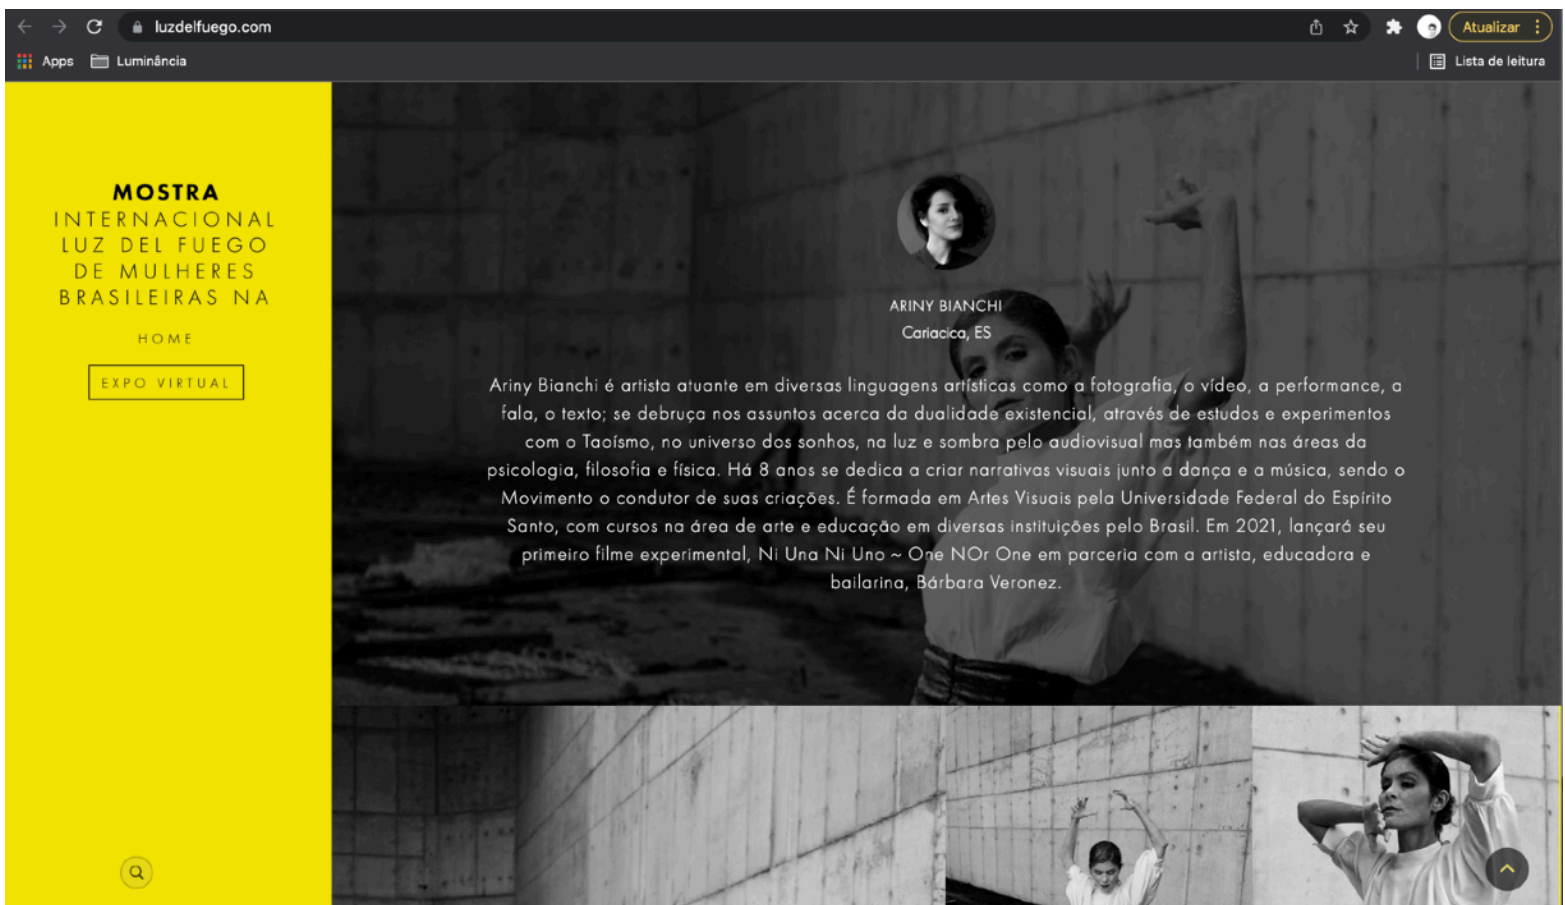 luzdelfuego.com
Atualizar
Apps
Luminância
Lista de leitura
MOSTRA
INTERNACIONAL
LUZ DEL FUEGO
DE MULHERES
BRASILEIRAS NA
HOME
EXPO VIRTUAL
ARINY BIANCHI
Cariacica, ES
Ariny Bianchi é artista atuante em diversas linguagens artísticas como a fotografia, o vídeo, a performance, a
fala, o texto; se debruça nos assuntos acerca da dualidade existencial, através de estudos e experimentos
com o Taoísmo, no universo dos sonhos, na luz e sombra pelo audiovisual mas também nas áreas da
psicologia, filosofia e física. Há 8 anos se dedica a criar narrativas visuais junto a dança e a música, sendo o
Movimento o condutor de suas criações. É formada em Artes Visuais pela Universidade Federal do Espírito
Santo, com cursos na área de arte e educação em diversas instituições pelo Brasil. Em 2021, lançará seu
primeiro filme experimental, Ni Una Ni Uno ~ One NOr One em parceria com a artista, educadora e
bailarina, Bárbara Veronez.